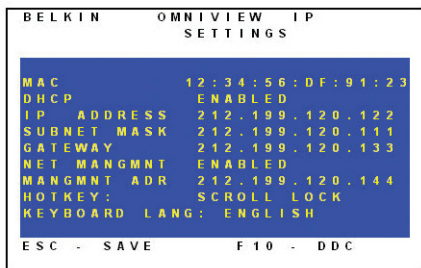 BELKIN OMNIVIEW IP
SETTINGS
MAC 12:34:56:DF:91:23
DHCP ENABLED
IP ADDRESS 212.199.120.122
SUBNET MASK 212.199.120.111
GATEWAY 212.199.120.133
NET MANGMNT ENABLED
MANGMNT ADR 212.199.120.144
HOTKEY: SCROLL LOCK
KEYBOARD LANG: ENGLISH
ESC - SAVE F10 - DDC